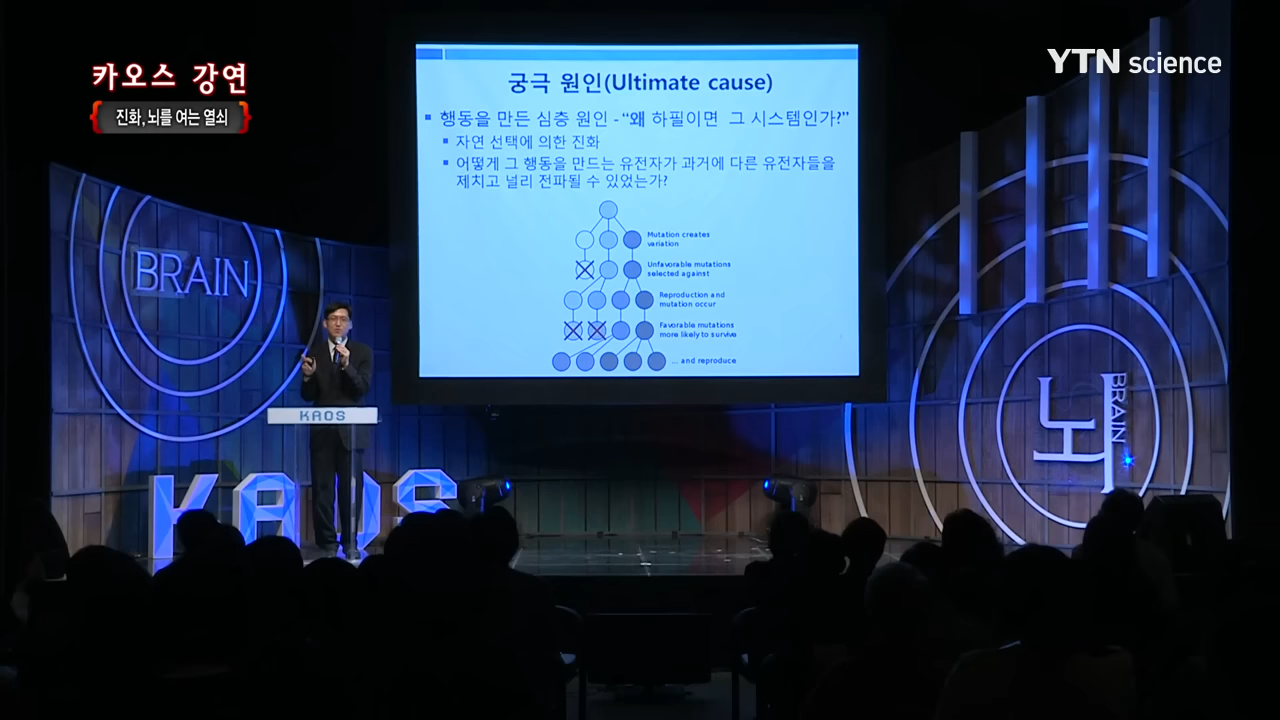 카오스 강연
진화, 뇌를 여는 열쇠
YTN science
궁극 원인(Ultimate cause)
행동을 만든 심층 원인 - “왜 하필이면 그 시스템인가?”
자연 선택에 의한 진화
어떻게 그 행동을 만드는 유전자가 과거에 다른 유전자들을
제치고 널리 전파될 수 있었는가?
Mutation creates
variation
Unfavorable mutations
selected against
Reproduction and
mutation occur
Favorable mutations
more likely to survive
... and reproduce
BRAIN
KAOS
KAOS
뇌
BRAIN